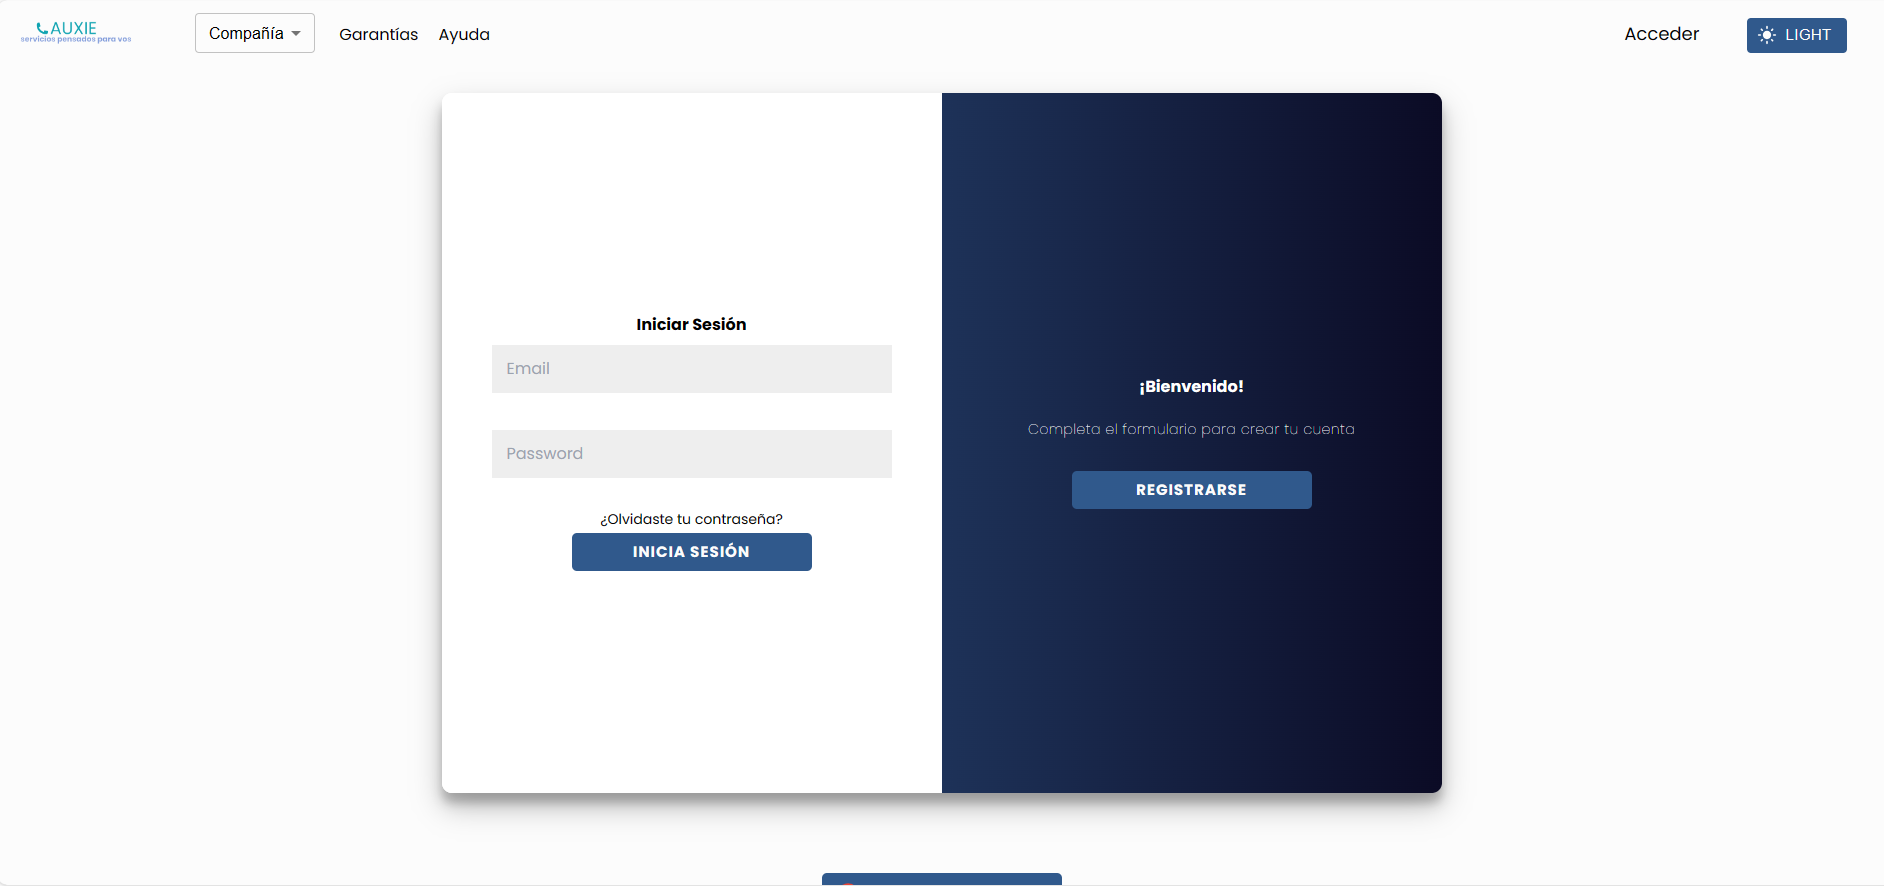 AUXIE
servicios pensados para vos
Compañía
Garantías
Ayuda
Acceder
LIGHT
Iniciar Sesión
Email
Password
¿Olvidaste tu contraseña?
INICIA SESIÓN
¡Bienvenido!
Completa el formulario para crear tu cuenta
REGISTRARSE